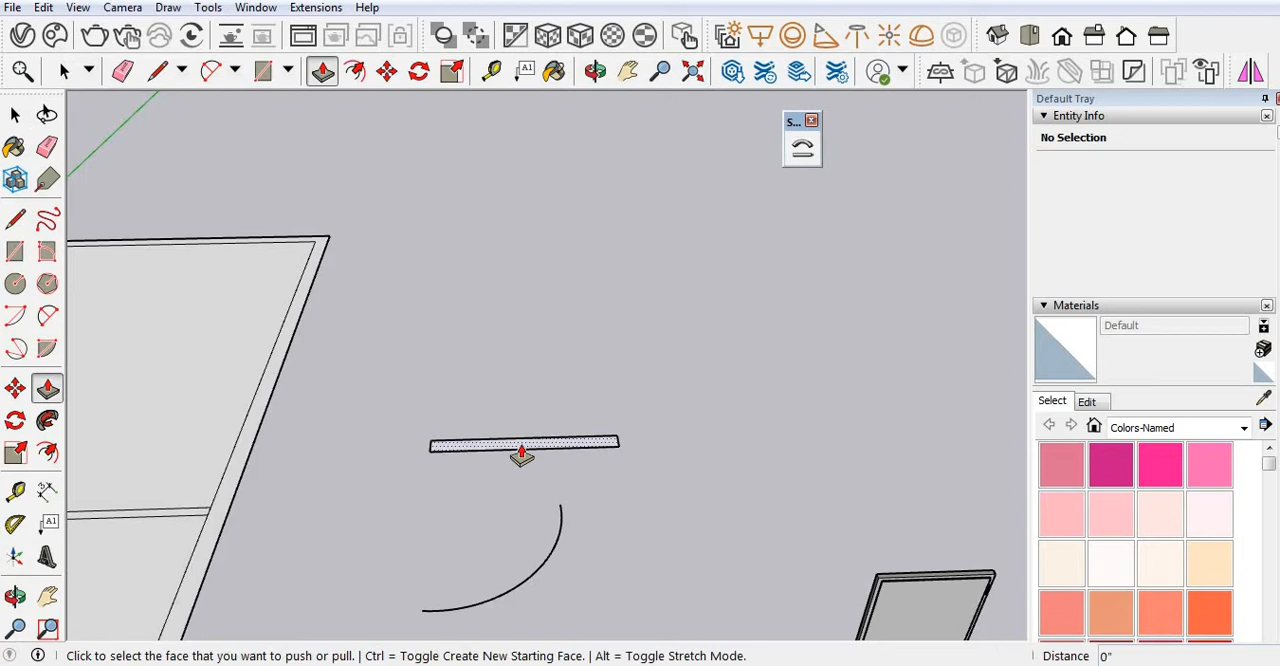 File Edit View Camera Draw Tools Window Extensions Help
A1
Default Tray
S...
Entity Info
No Selection
Materials
Default
Select Edit
Colors-Named
A1
Click to select the face that you want to push or pull. | Ctrl = Toggle Create New Starting Face. | Alt = Toggle Stretch Mode.
Distance 0"